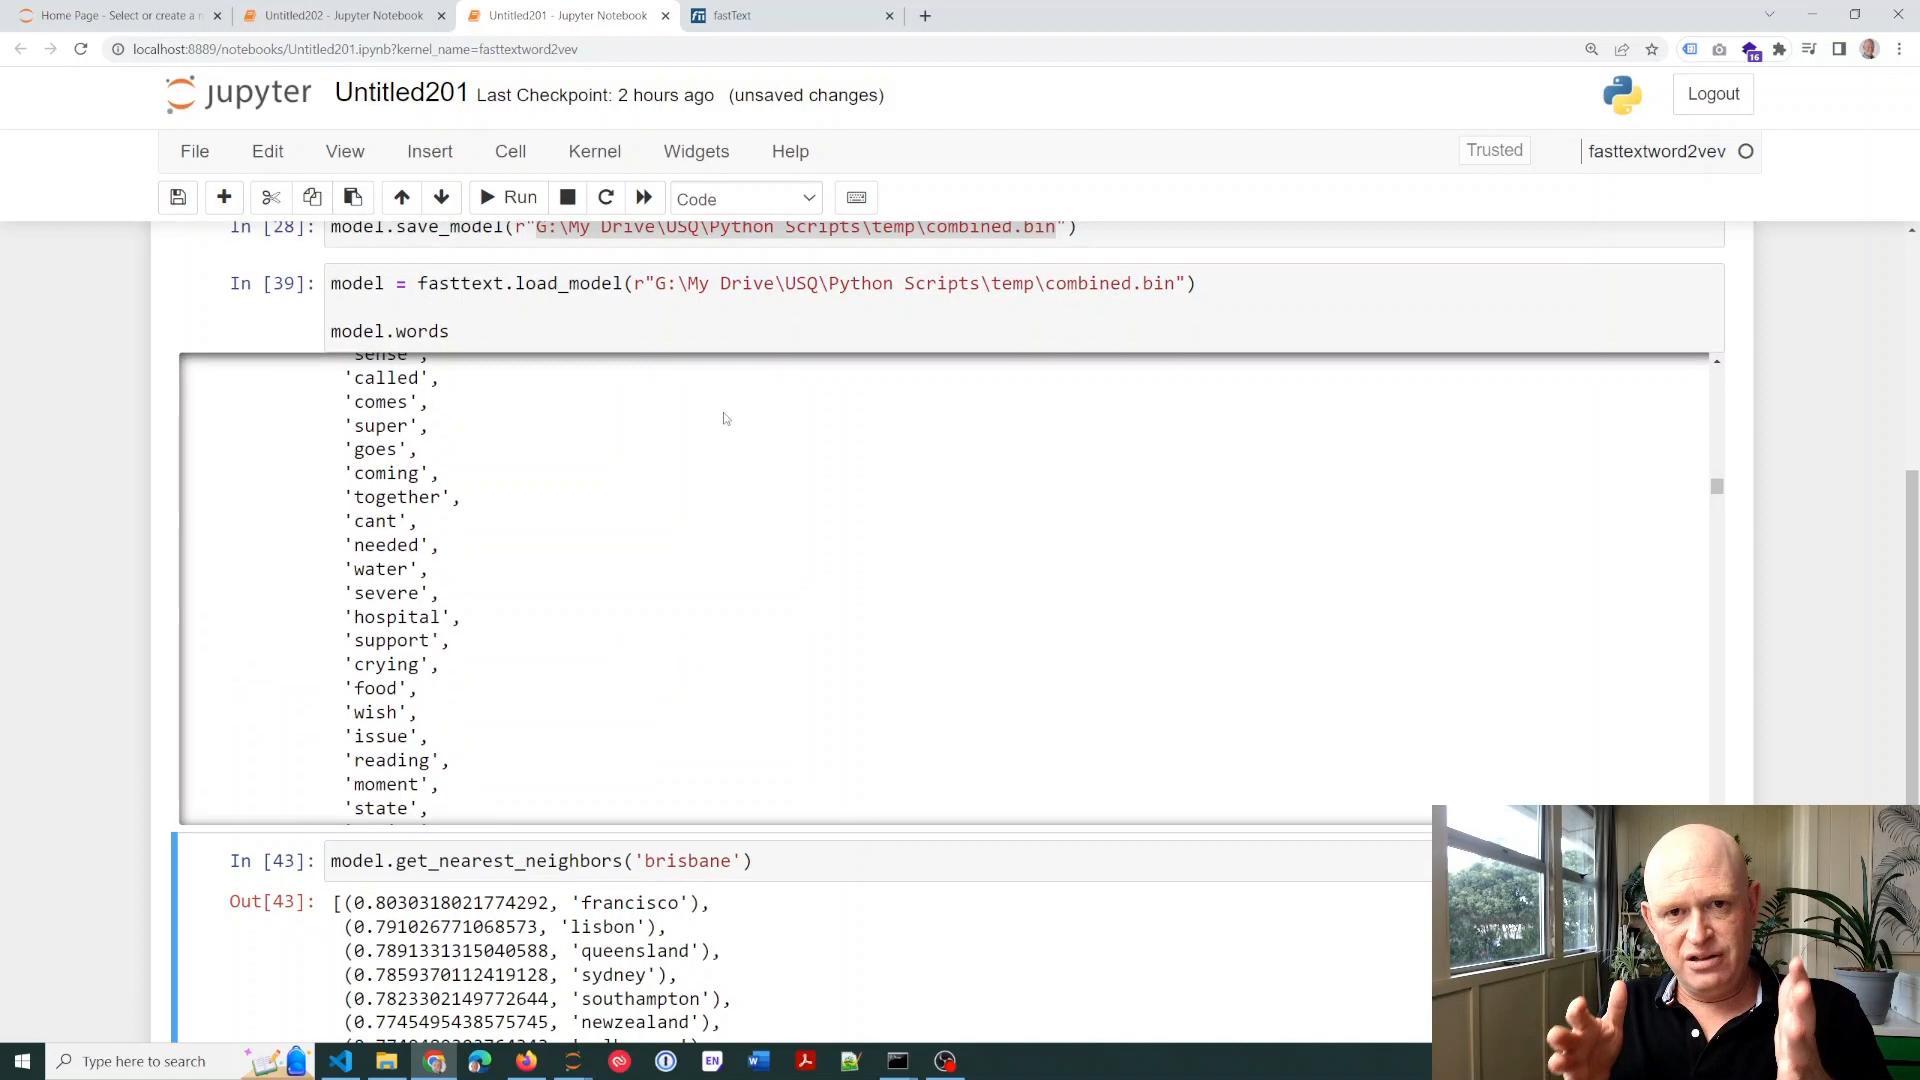 Home Page - Select or create a n
Untitled202 - Jupyter Notebook
Untitled201 - Jupyter Notebook
fastText
localhost:8889/notebooks/Untitled201.ipynb?kernel_name=fasttextword2vev
16
jupyter Untitled201 Last Checkpoint: 2 hours ago (unsaved changes)
Logout
File Edit View Insert Cell Kernel Widgets Help
Trusted
fasttextword2vev
Run
Code
In [28]: model.save_model(r"G:\My Drive\USQ\Python Scripts\temp\combined.bin")
In [39]: model = fasttext.load_model(r"G:\My Drive\USQ\Python Scripts\temp\combined.bin")
model.words
'sense',
'called',
'comes',
'super',
'goes',
'coming',
'together',
'cant',
'needed',
'water',
'severe',
'hospital',
'support',
'crying',
'food',
'wish',
'issue',
'reading',
'moment',
'state',
In [43]: model.get_nearest_neighbors('brisbane')
Out[43]: [(0.8030318021774292, 'francisco'),
(0.791026771068573, 'lisbon'),
(0.7891331315040588, 'queensland'),
(0.7859370112419128, 'sydney'),
(0.7823302149772644, 'southampton'),
(0.7745495438575745, 'newzealand'),
Type here to search
EN